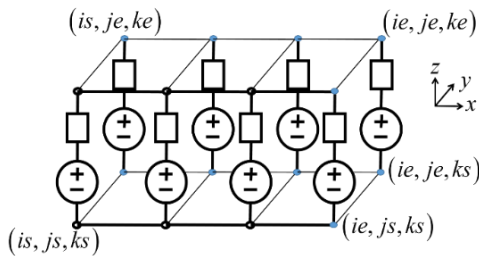 (is, je, ke)
(ie, je, ke)
z
y
x
+
+
+
+
−
−
−
−
+
+
+
+
−
−
−
−
(ie, je, ks)
(is, js, ks)
(ie, js, ks)